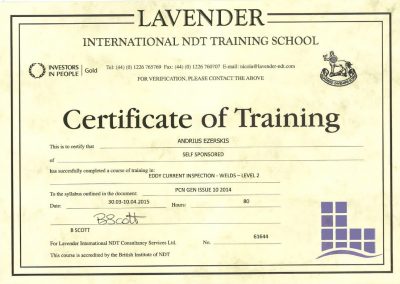 LAVENDER
INTERNATIONAL NDT TRAINING SCHOOL
INVESTORS IN PEOPLE | Gold
Tel: (44) (0) 1226 765769 Fax: (44) (0) 1226 760707 E-mail: nicola@lavender-ndt.com
FOR VERIFICATION, PLEASE CONTACT THE ABOVE
Certificate of Training
This is to certify that ANDRIUS EZERSKIS
of SELF SPONSORED
Has successfully completed a course of training in:
EDDY CURRENT INSPECTION - WELDS – LEVEL 2
To the syllabus outlined in the document: PCN GEN ISSUE 10 2014
Date: 30.03-10.04.2015 Hours: 80
BScott
B SCOTT
For Lavender International NDT Consultancy Services Ltd. No. 61644
This course is accredited by the British Institute of NDT